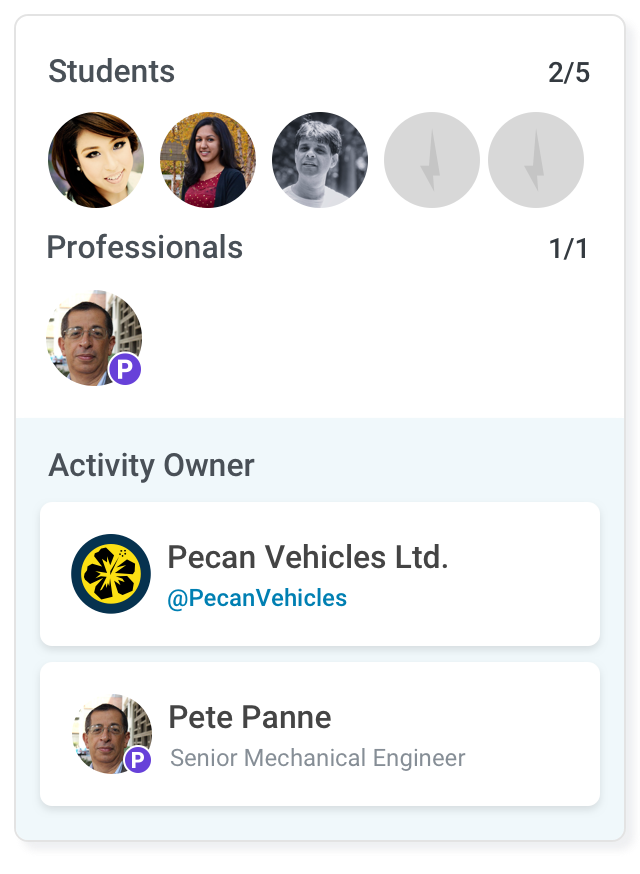 Students 2/5
Professionals 1/1
P
Activity Owner
Pecan Vehicles Ltd.
@PecanVehicles
Pete Panne
P
Senior Mechanical Engineer